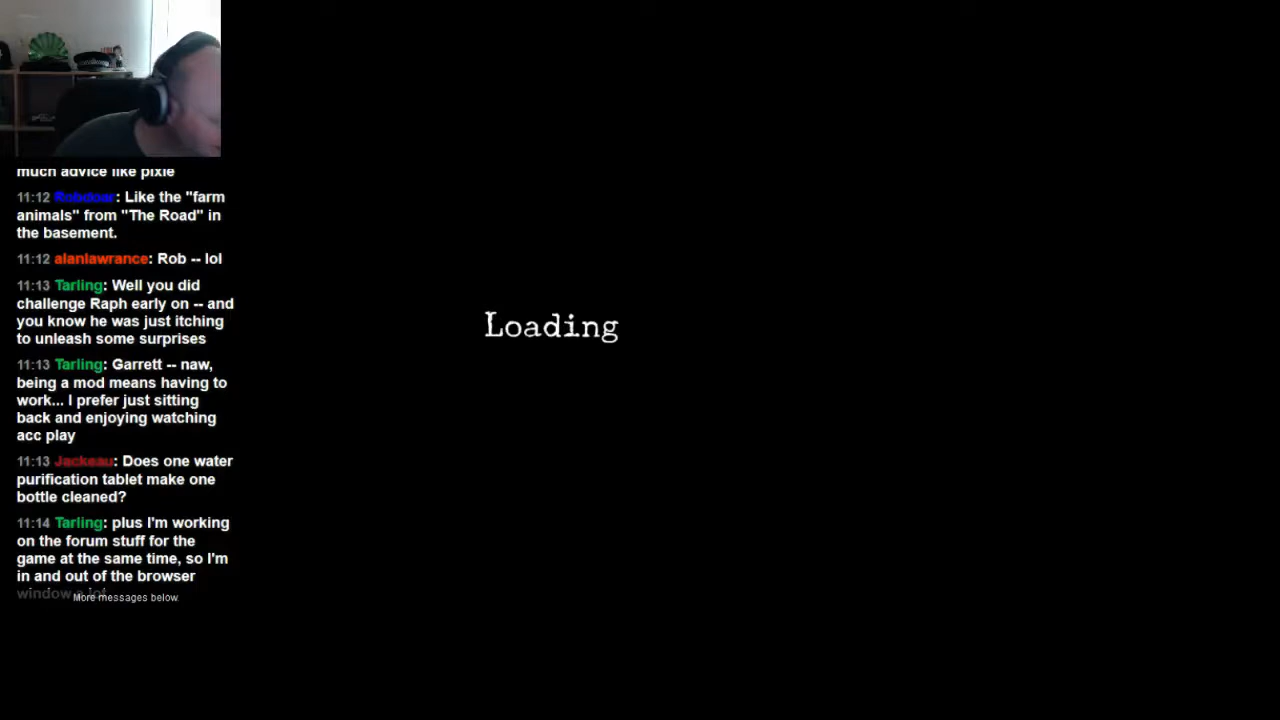 much advice like pixie
11:12 Robdoar: Like the "farm
animals" from "The Road" in
the basement.
11:12 alanlawrance: Rob -- lol
11:13 Tarling: Well you did
challenge Raph early on -- and
you know he was just itching
to unleash some surprises
11:13 Tarling: Garrett -- naw,
being a mod means having to
work... I prefer just sitting
back and enjoying watching
acc play
11:13 Jackeau: Does one water
purification tablet make one
bottle cleaned?
11:14 Tarling: plus I'm working
on the forum stuff for the
game at the same time, so I'm
in and out of the browser
window a lot
More messages below.
Loading